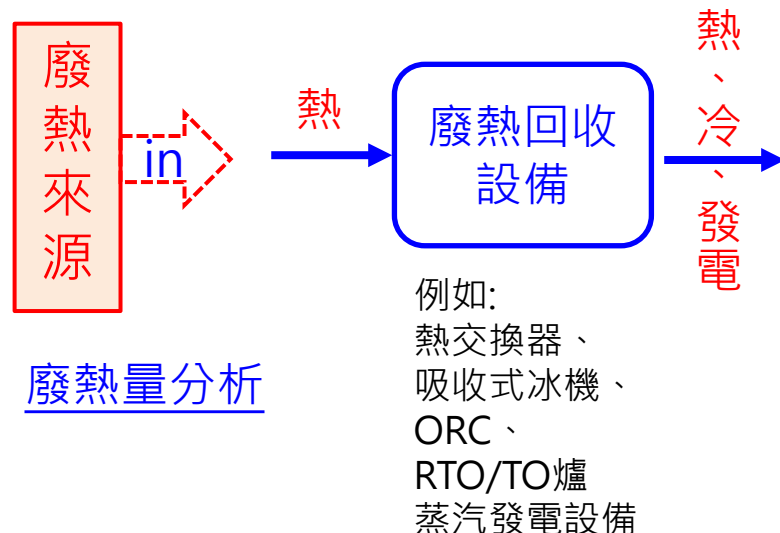 廢熱來源
in
熱
廢熱回收
設備
熱、冷、發電
廢熱量分析
例如:
熱交換器、
吸收式冰機、
ORC、
RTO/TO爐
蒸汽發電設備